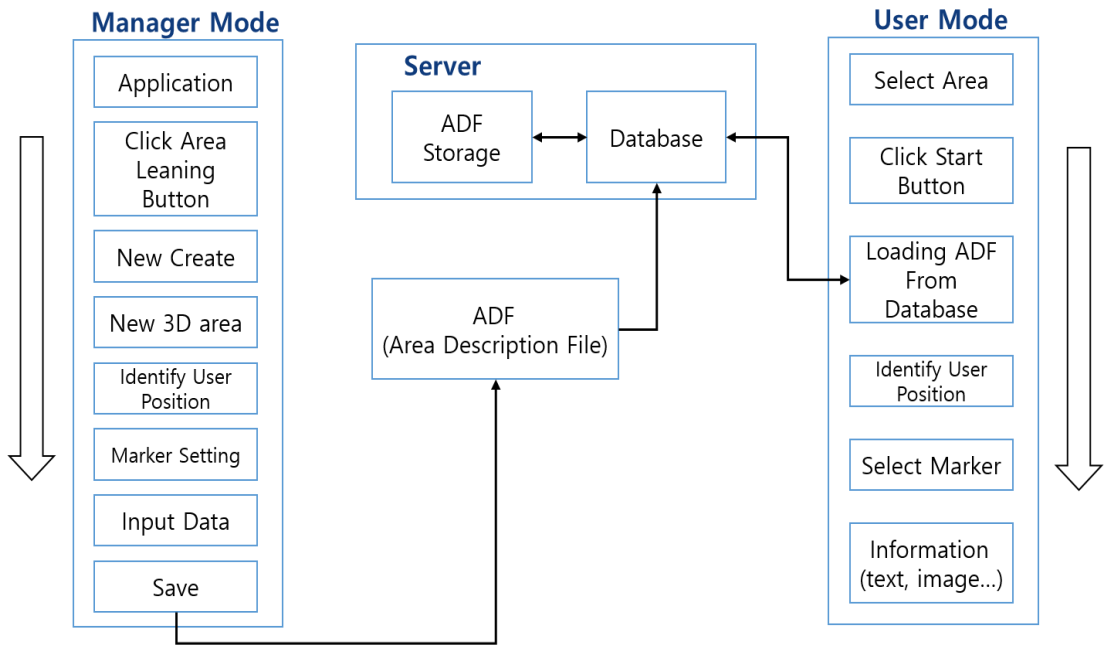 Manager Mode
Application
Click Area
Leaning
Button
New Create
New 3D area
Identify User
Position
Marker Setting
Input Data
Save
Server
ADF
Storage
Database
ADF
(Area Description File)
User Mode
Select Area
Click Start
Button
Loading ADF
From
Database
Identify User
Position
Select Marker
Information
(text, image...)